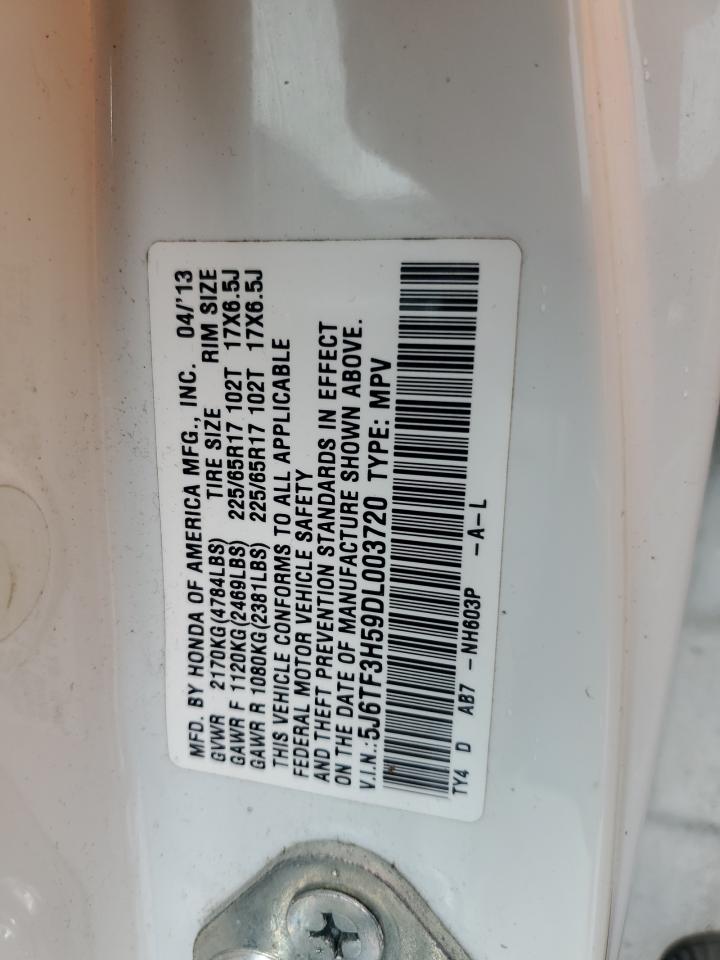 MFD. BY HONDA OF AMERICA MFG., INC. 04/'13
GVWR 2170KG(4784LBS) TIRE SIZE RIM SIZE
GAWR F 1120KG(2469LBS) 225/65R17 102T 17X6.5J
GAWR R 1080KG(2381LBS) 225/65R17 102T 17X6.5J
THIS VEHICLE CONFORMS TO ALL APPLICABLE
FEDERAL MOTOR VEHICLE SAFETY
AND THEFT PREVENTION STANDARDS IN EFFECT
ON THE DATE OF MANUFACTURE SHOWN ABOVE.
V.I.N.:5J6TF3H59DL003720 TYPE: MPV
TY4 D AB7 -NH603P -A-L